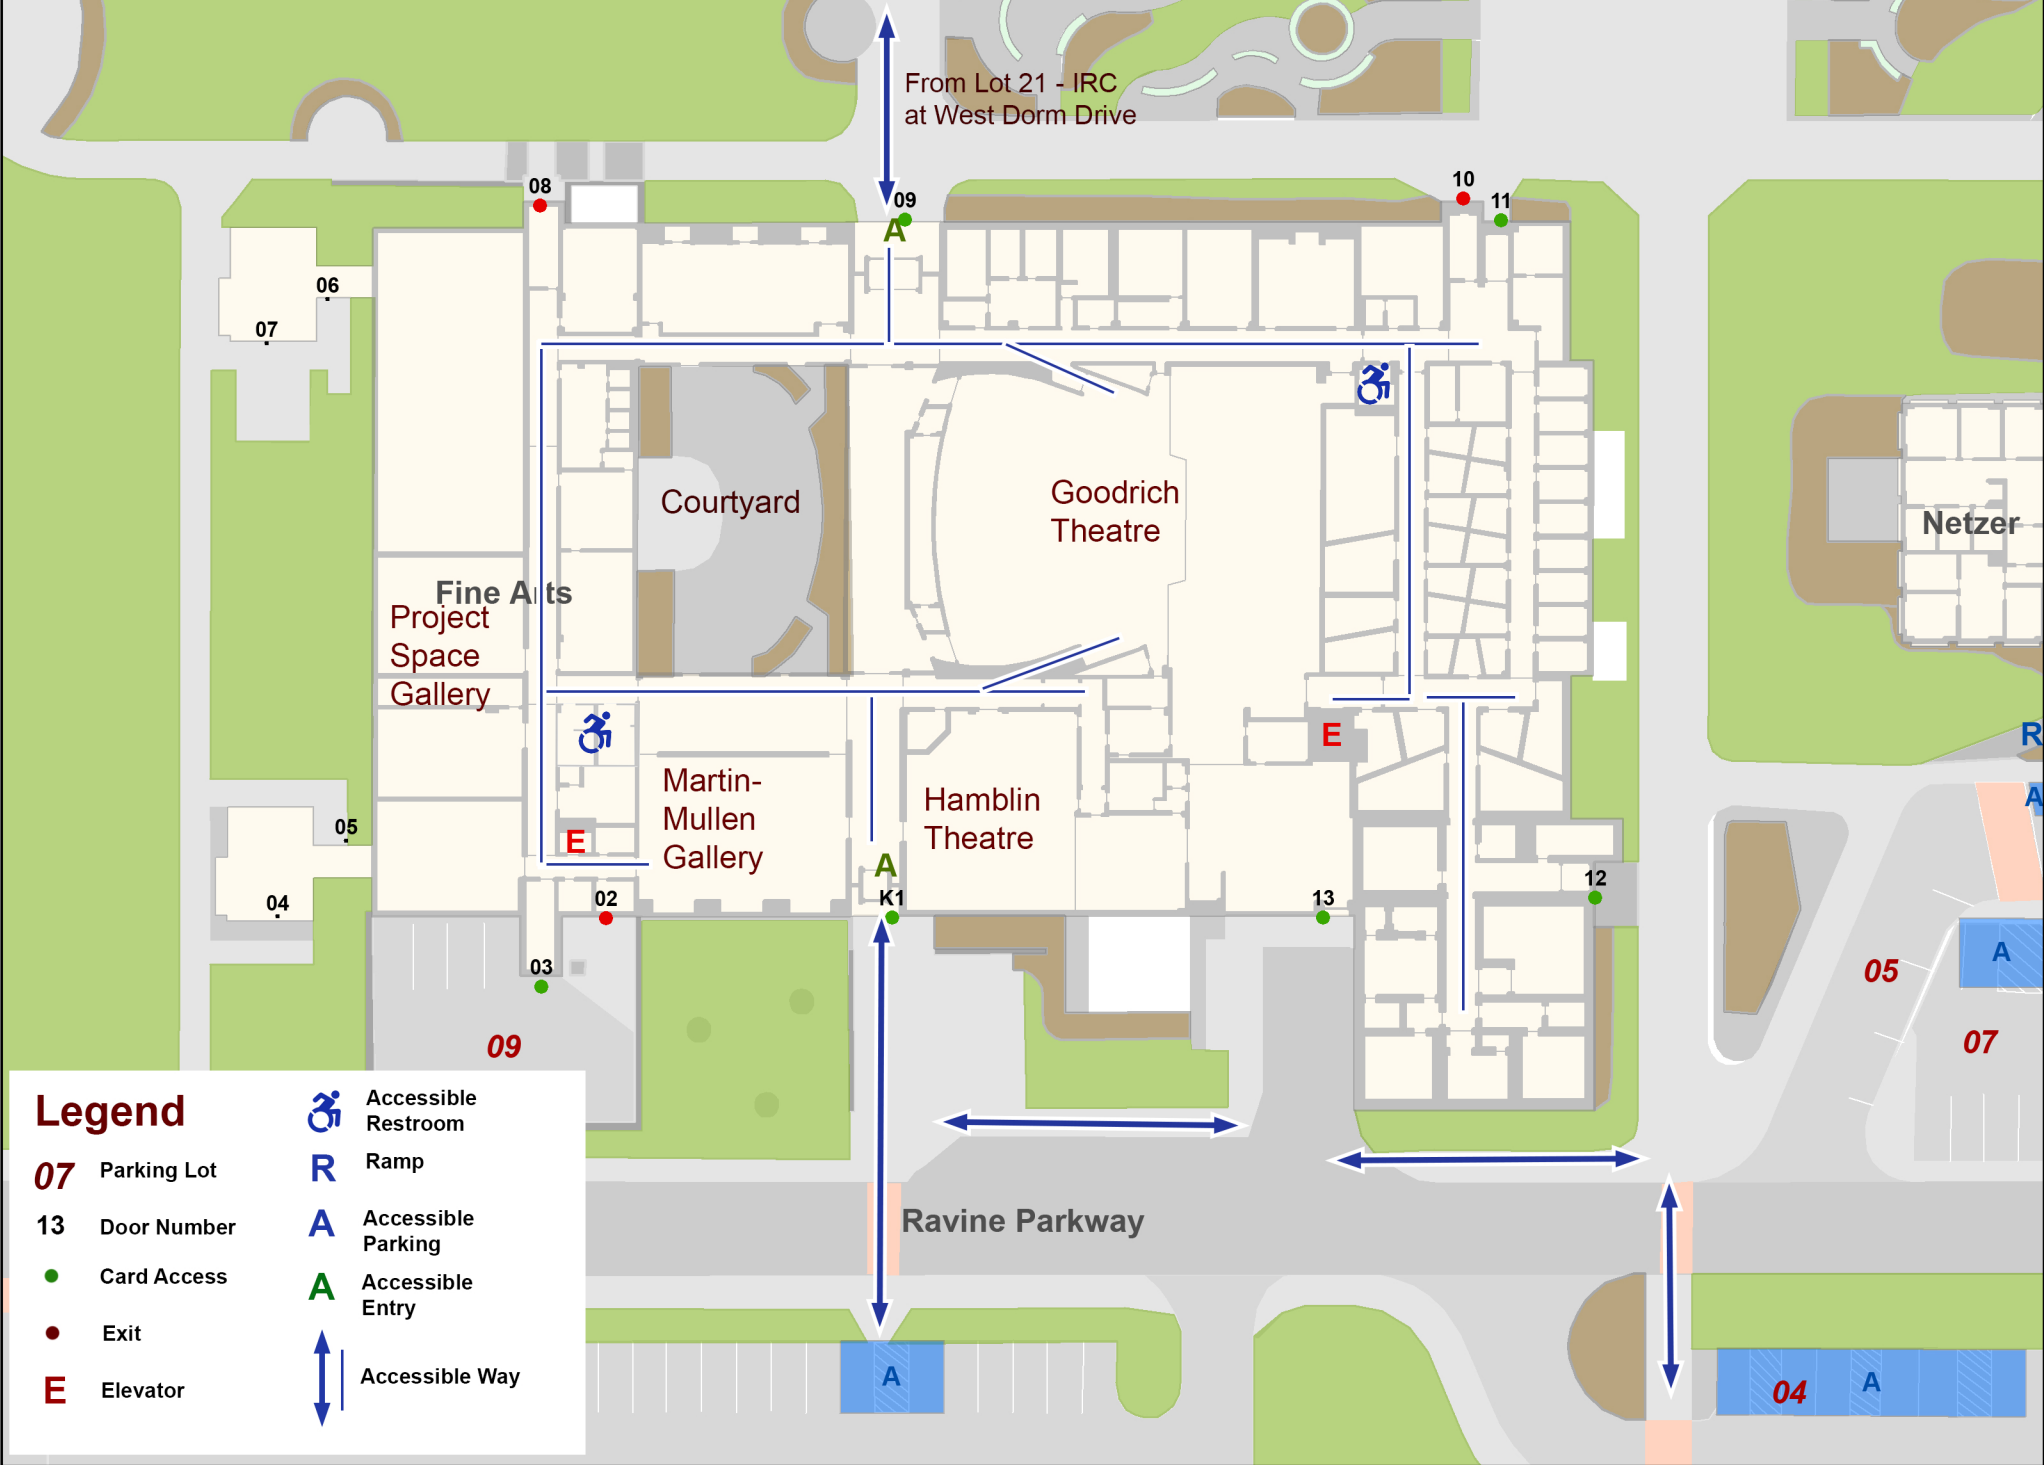 From Lot 21 - IRC
at West Dorm Drive
08
09
A
10
11
06
07
Courtyard
Goodrich
Theatre
Netzer
Fine Arts
Project
Space
Gallery
E
R
A
Martin-
Mullen
Gallery
Hamblin
Theatre
05
E
A
04
02
K1
13
12
03
09
05
A
07
Ravine Parkway
A
04
A
Legend
07 Parking Lot
13 Door Number
Card Access
Exit
E Elevator
Accessible
Restroom
R Ramp
A Accessible
Parking
A Accessible
Entry
Accessible Way